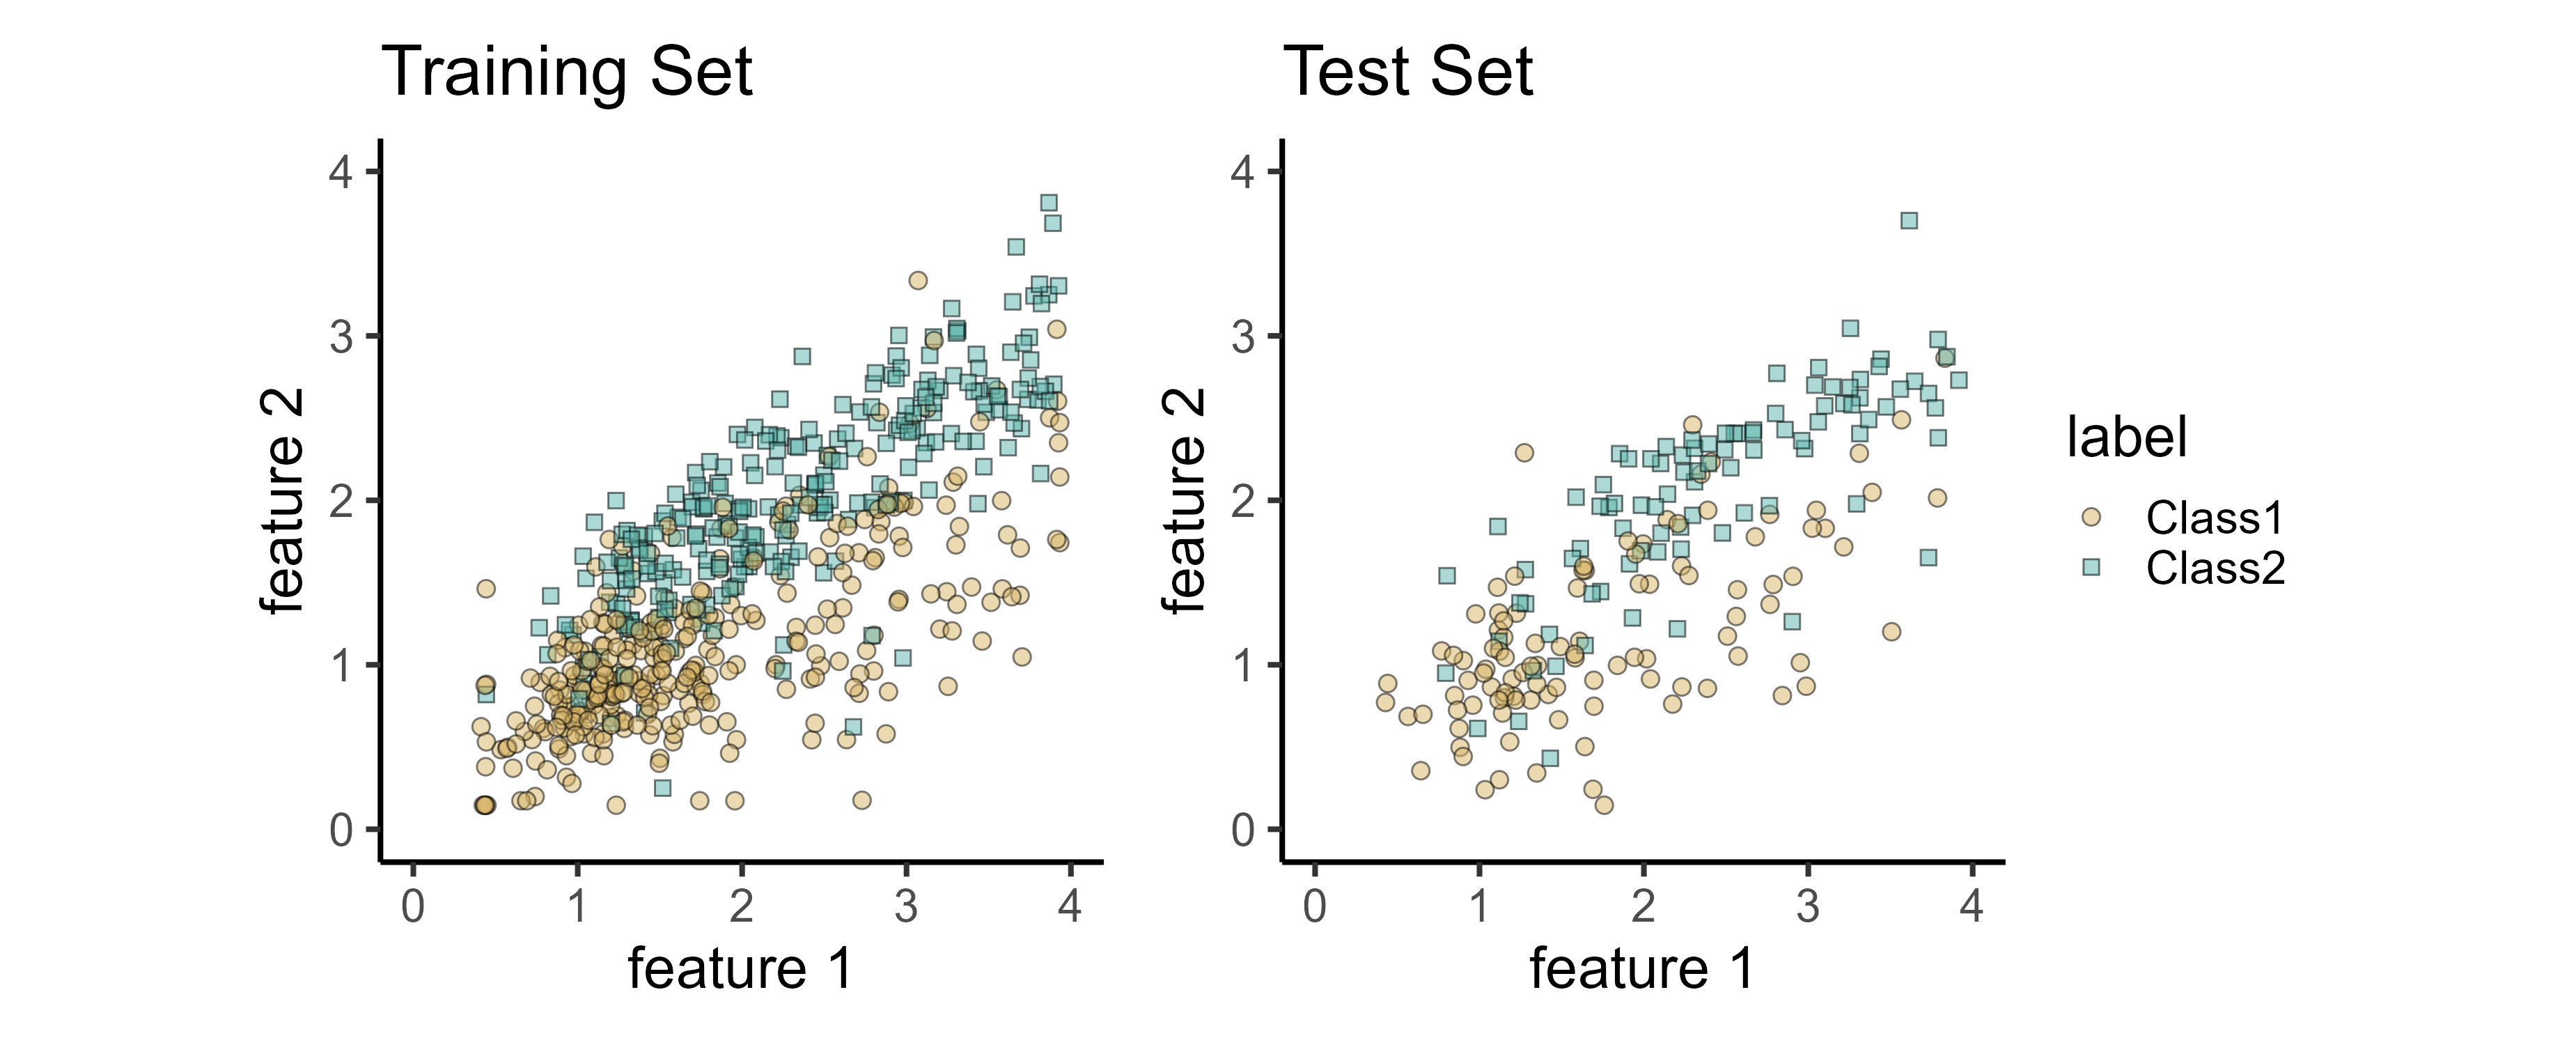 Training Set
Test Set
feature 2
4
3
2
1
0
0 1 2 3 4
feature 1
feature 2
4
3
2
1
0
0 1 2 3 4
feature 1
label
Class1
Class2